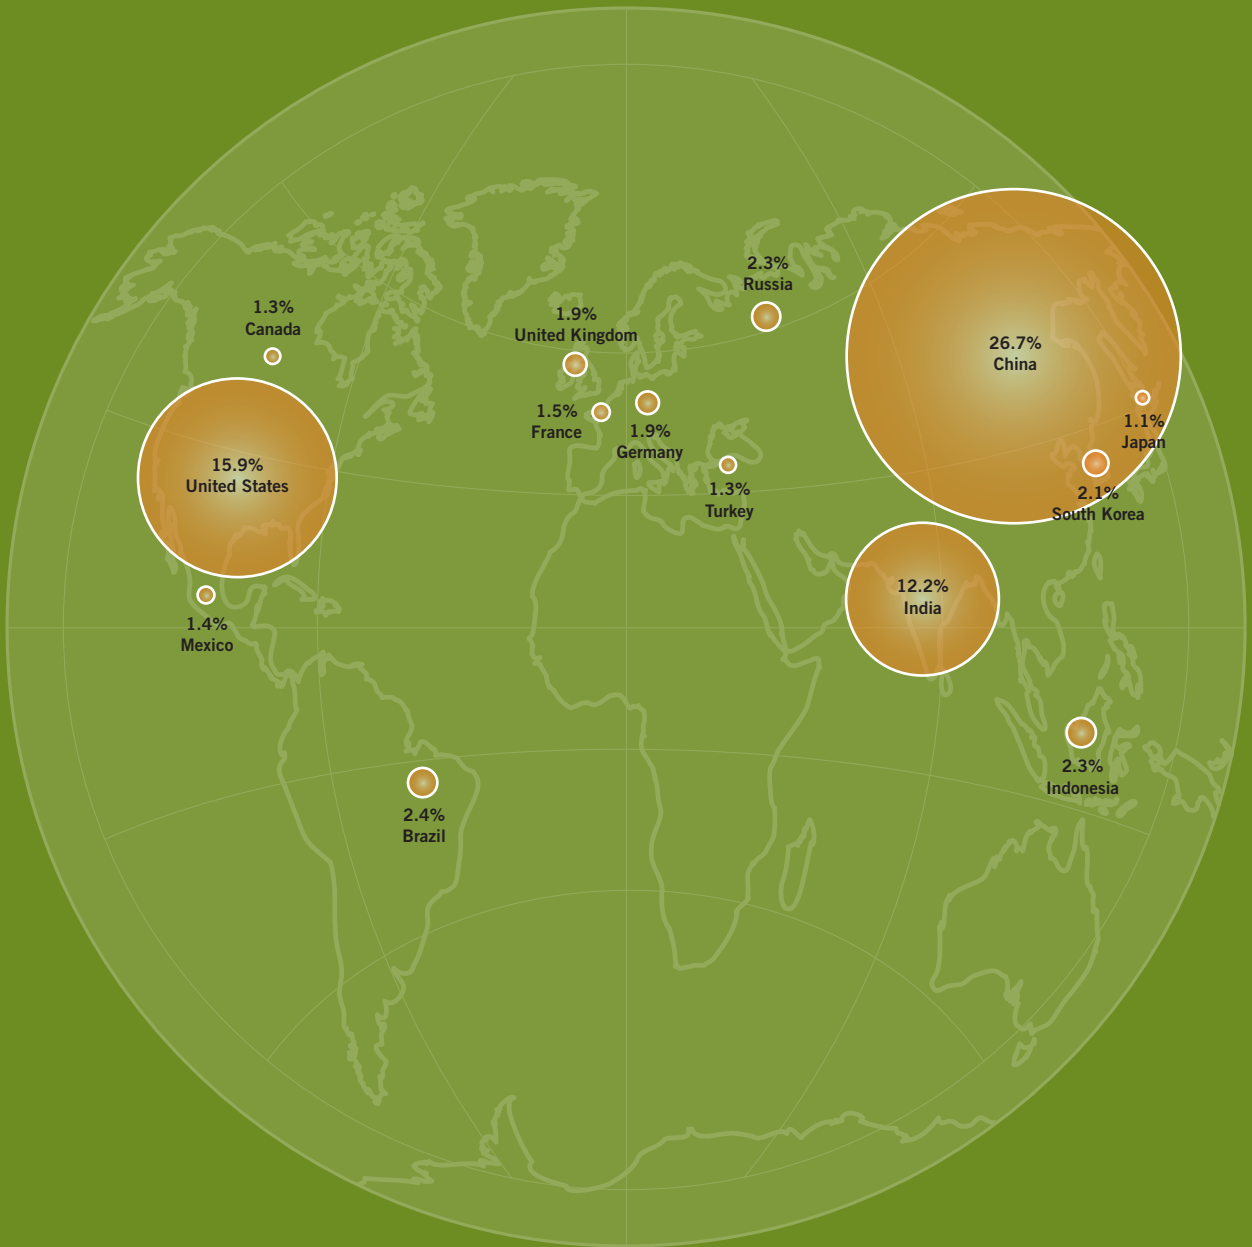 2.3%
Russia
1.3%
Canada
1.9%
United Kingdom
26.7%
China
1.5%
France
1.9%
Germany
1.1%
Japan
15.9%
United States
1.3%
Turkey
2.1%
South Korea
12.2%
India
1.4%
Mexico
2.3%
Indonesia
2.4%
Brazil